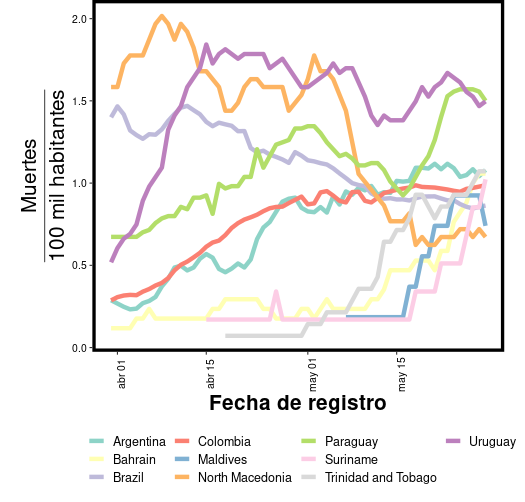 2.0
1.5
1.0
0.5
0.0
Muertes
100 mil habitantes
abr 01
abr 15
may 01
may 15
Fecha de registro
Argentina
Colombia
Paraguay
Uruguay
Bahrain
Maldives
Suriname
Brazil
North Macedonia
Trinidad and Tobago